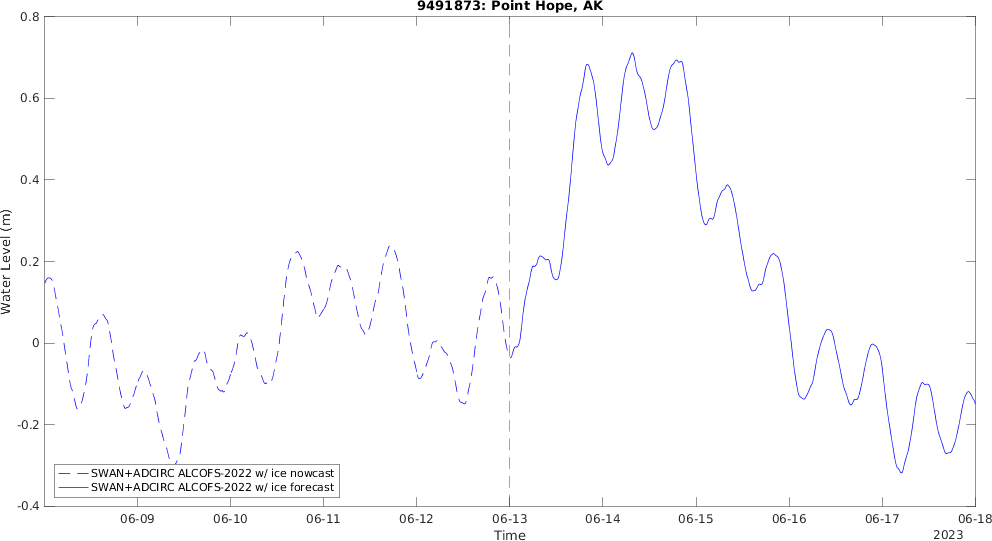 9491873: Point Hope, AK
0.8
0.6
0.4
0.2
0
-0.2
-0.4
Water Level (m)
SWAN+ADCIRC ALCOFS-2022 w/ ice nowcast
SWAN+ADCIRC ALCOFS-2022 w/ ice forecast
06-09 06-10 06-11 06-12 06-13 06-14 06-15 06-16 06-17 06-18
Time
2023